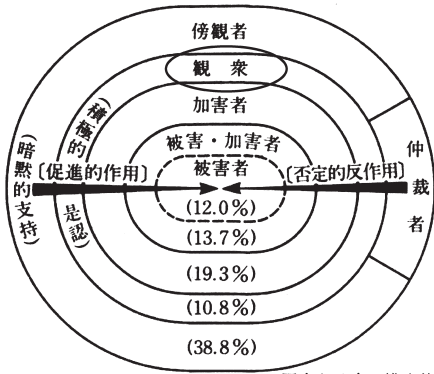 傍観者
観衆
加害者
被害・加害者
被害者
〔促進的作用〕
〔否定的反作用〕
(積極的
是認)
(暗黙的支持)
仲裁者
(12.0%)
(13.7%)
(19.3%)
(10.8%)
(38.8%)